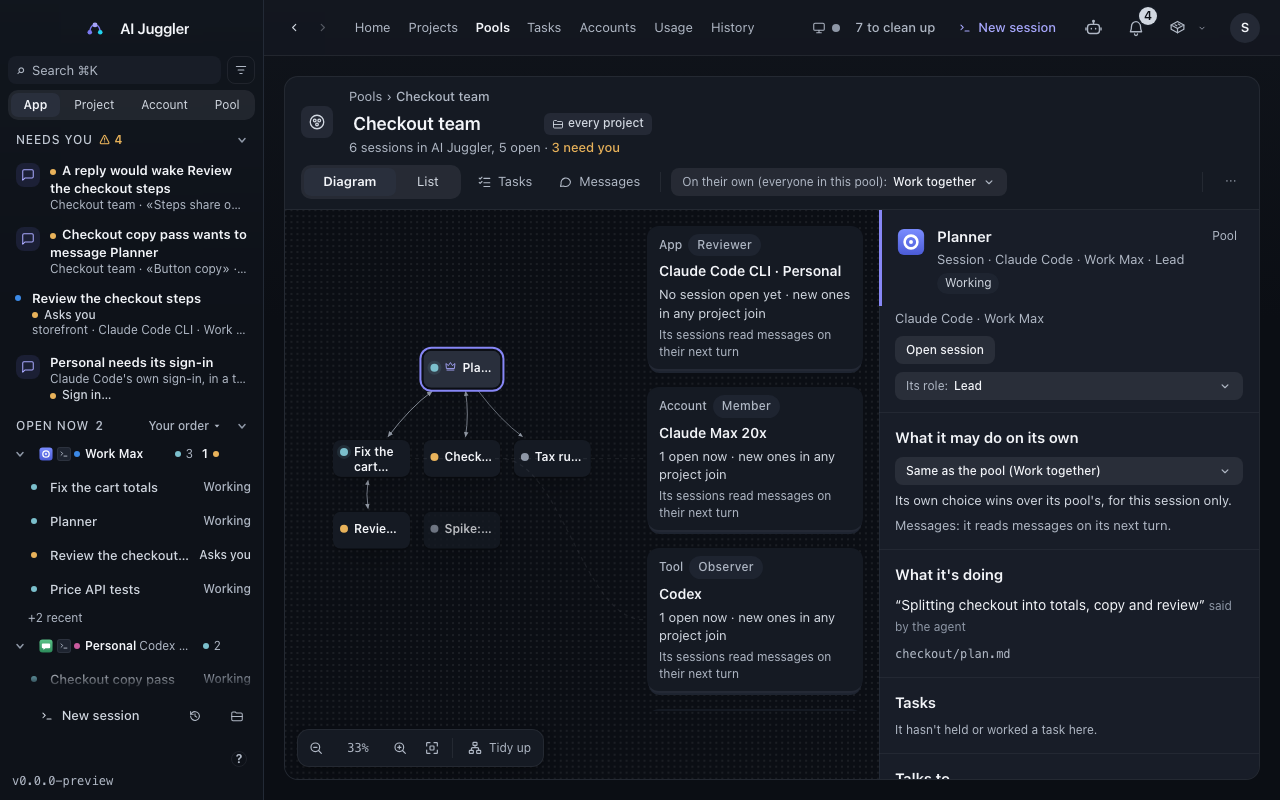 AI Juggler
Search ⌘K
App Project Account Pool
NEEDS YOU 4
A reply would wake Review the checkout steps
Checkout team · «Steps share o...
Checkout copy pass wants to message Planner
Checkout team · «Button copy» ·...
Review the checkout steps
Asks you
storefront · Claude Code CLI · Work ...
Personal needs its sign-in
Claude Code's own sign-in, in a t...
Sign in...
OPEN NOW 2 Your order
Work Max 3 1
Fix the cart totals Working
Planner Working
Review the checkout... Asks you
Price API tests Working
+2 recent
Personal Codex ... 2
Checkout copy pass Working
New session
?
v0.0.0-preview
Home Projects Pools Tasks Accounts Usage History
7 to clean up
New session
4
S
Pools › Checkout team
Checkout team
every project
6 sessions in AI Juggler, 5 open · 3 need you
Diagram List Tasks Messages
On their own (everyone in this pool): Work together
...
Pla...
Fix the
cart...
Check...
Tax ru...
Revie...
Spike:...
App Reviewer
Claude Code CLI · Personal
No session open yet · new ones
in any project join
Its sessions read messages on
their next turn
Account Member
Claude Max 20x
1 open now · new ones in any
project join
Its sessions read messages on
their next turn
Tool Observer
Codex
1 open now · new ones in any
project join
Its sessions read messages on
their next turn
33%
Tidy up
Planner Pool
Session · Claude Code · Work Max · Lead
Working
Claude Code · Work Max
Open session
Its role: Lead
What it may do on its own
Same as the pool (Work together)
Its own choice wins over its pool's, for this session only.
Messages: it reads messages on its next turn.
What it's doing
“Splitting checkout into totals, copy and review” said
by the agent
checkout/plan.md
Tasks
It hasn't held or worked a task here.
Talks to